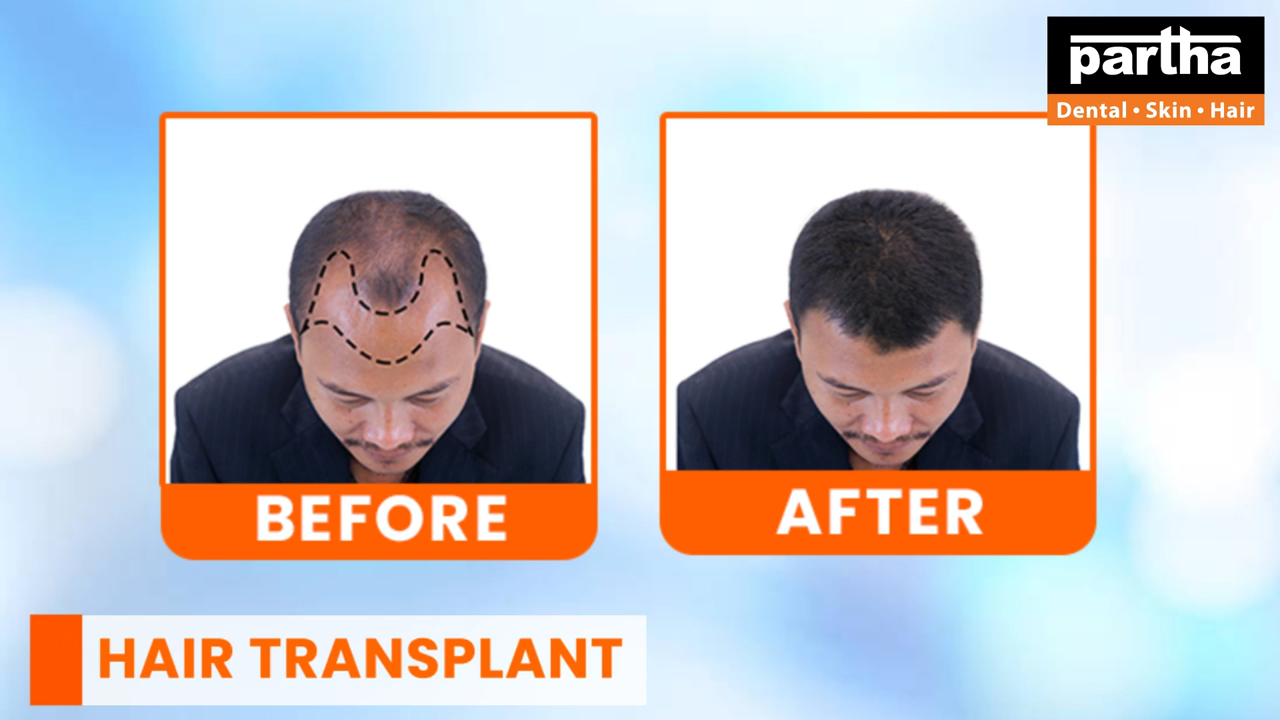 partha
Dental • Skin • Hair
BEFORE
AFTER
HAIR TRANSPLANT